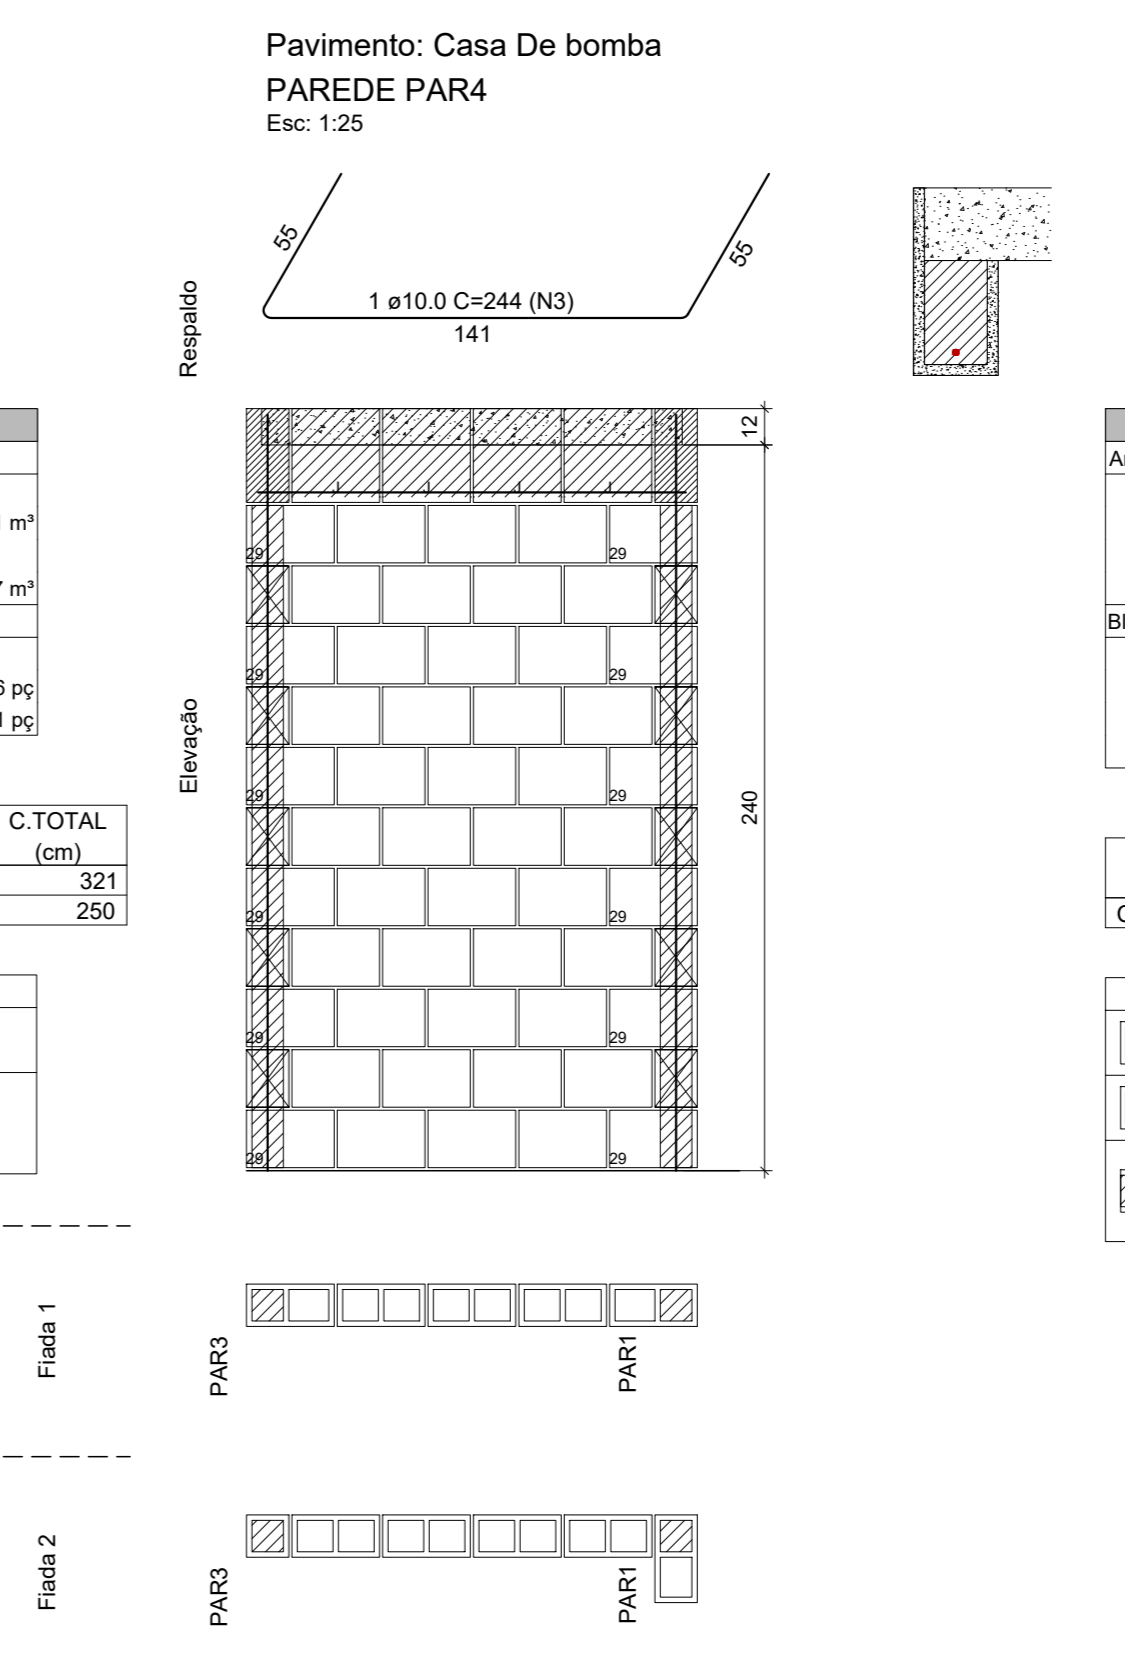 Pavimento: Casa De bomba
PAREDE PAR4
Esc: 1:25
55
55
1 ø10.0 C=244 (N3)
141
Respaldo
12
m³
m³
pç
pç
29
29
29
29
29
29
29
29
29
29
29
29
Elevação
240
C.TOTAL
(cm)
321
250
Fiada 1
PAR3
PAR1
Fiada 2
PAR3
PAR1